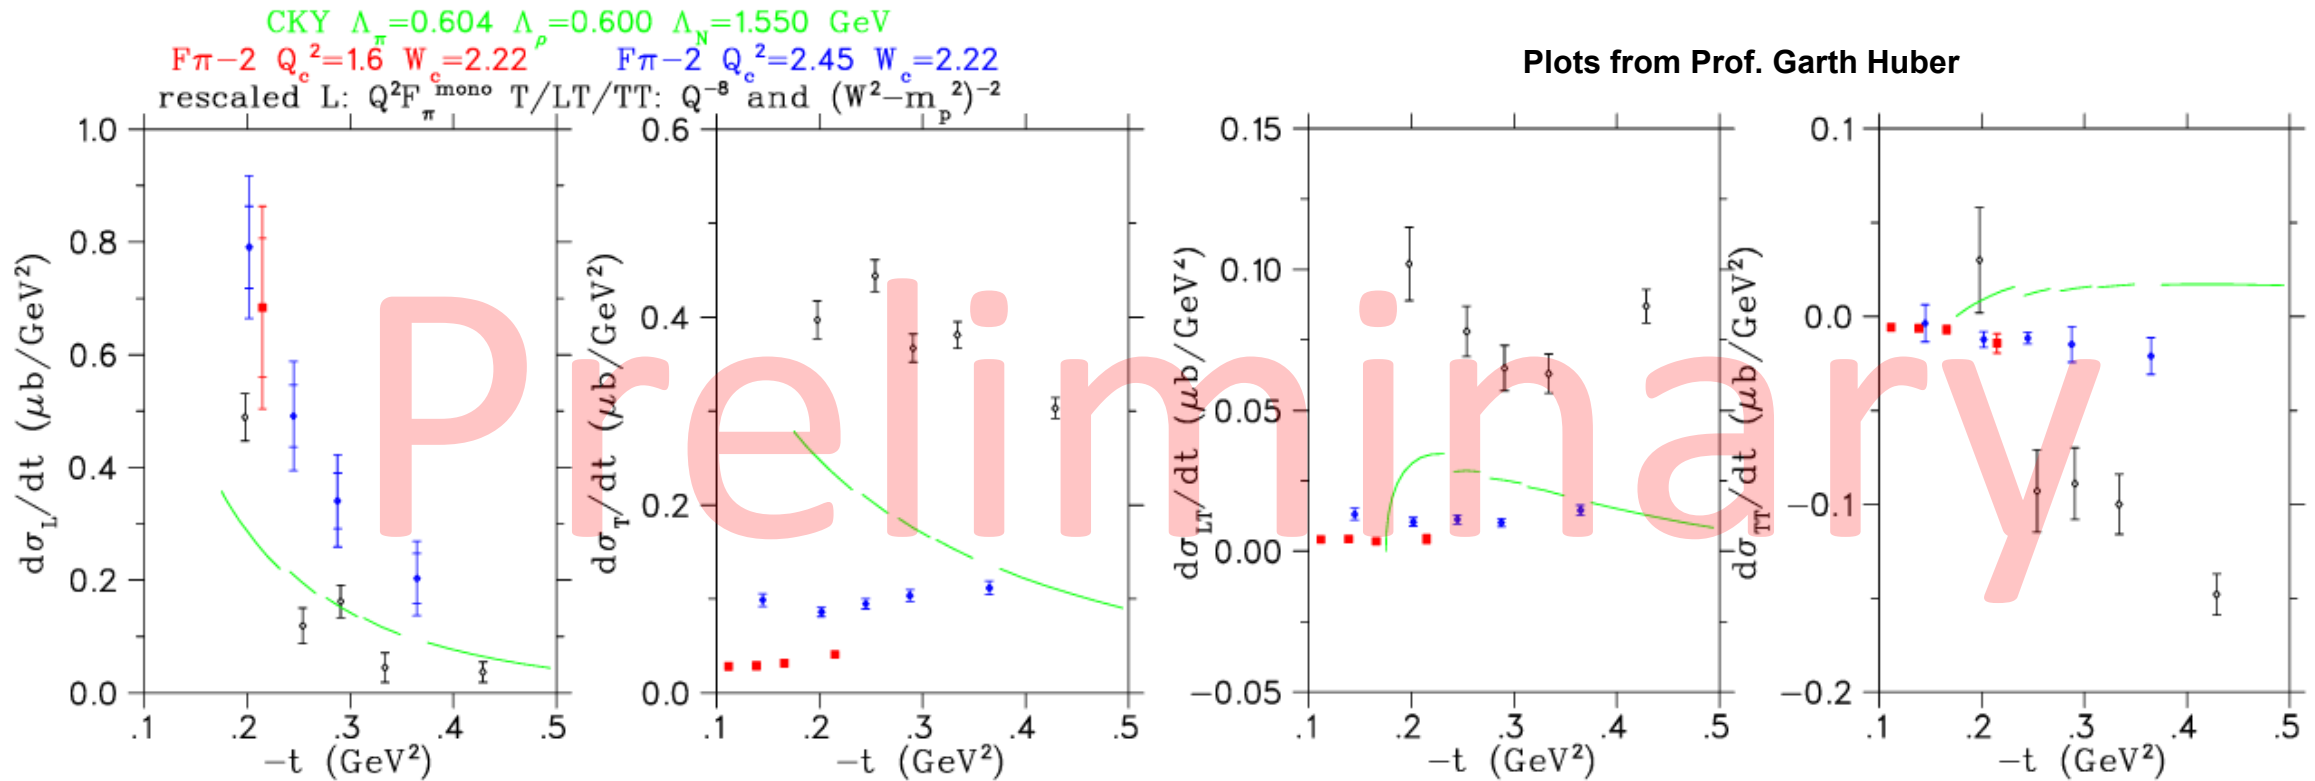 CKY Λπ=0.604 Λρ=0.600 ΛN=1.550 GeV
Fπ−2 Qc²=1.6 Wc=2.22 Fπ−2 Qc²=2.45 Wc=2.22
rescaled L: Q²Fπ^mono T/LT/TT: Q⁻⁸ and (W²−mp²)⁻²
Plots from Prof. Garth Huber
Preliminary
dσL/dt (μb/GeV²)
1.0
0.8
0.6
0.4
0.2
0.0
.1 .2 .3 .4 .5
−t (GeV²)
dσT/dt (μb/GeV²)
0.6
0.4
0.2
0.0
.1 .2 .3 .4 .5
−t (GeV²)
dσLT/dt (μb/GeV²)
0.15
0.10
0.05
0.00
−0.05
.1 .2 .3 .4 .5
−t (GeV²)
dσTT/dt (μb/GeV²)
0.1
0.0
−0.1
−0.2
.1 .2 .3 .4 .5
−t (GeV²)